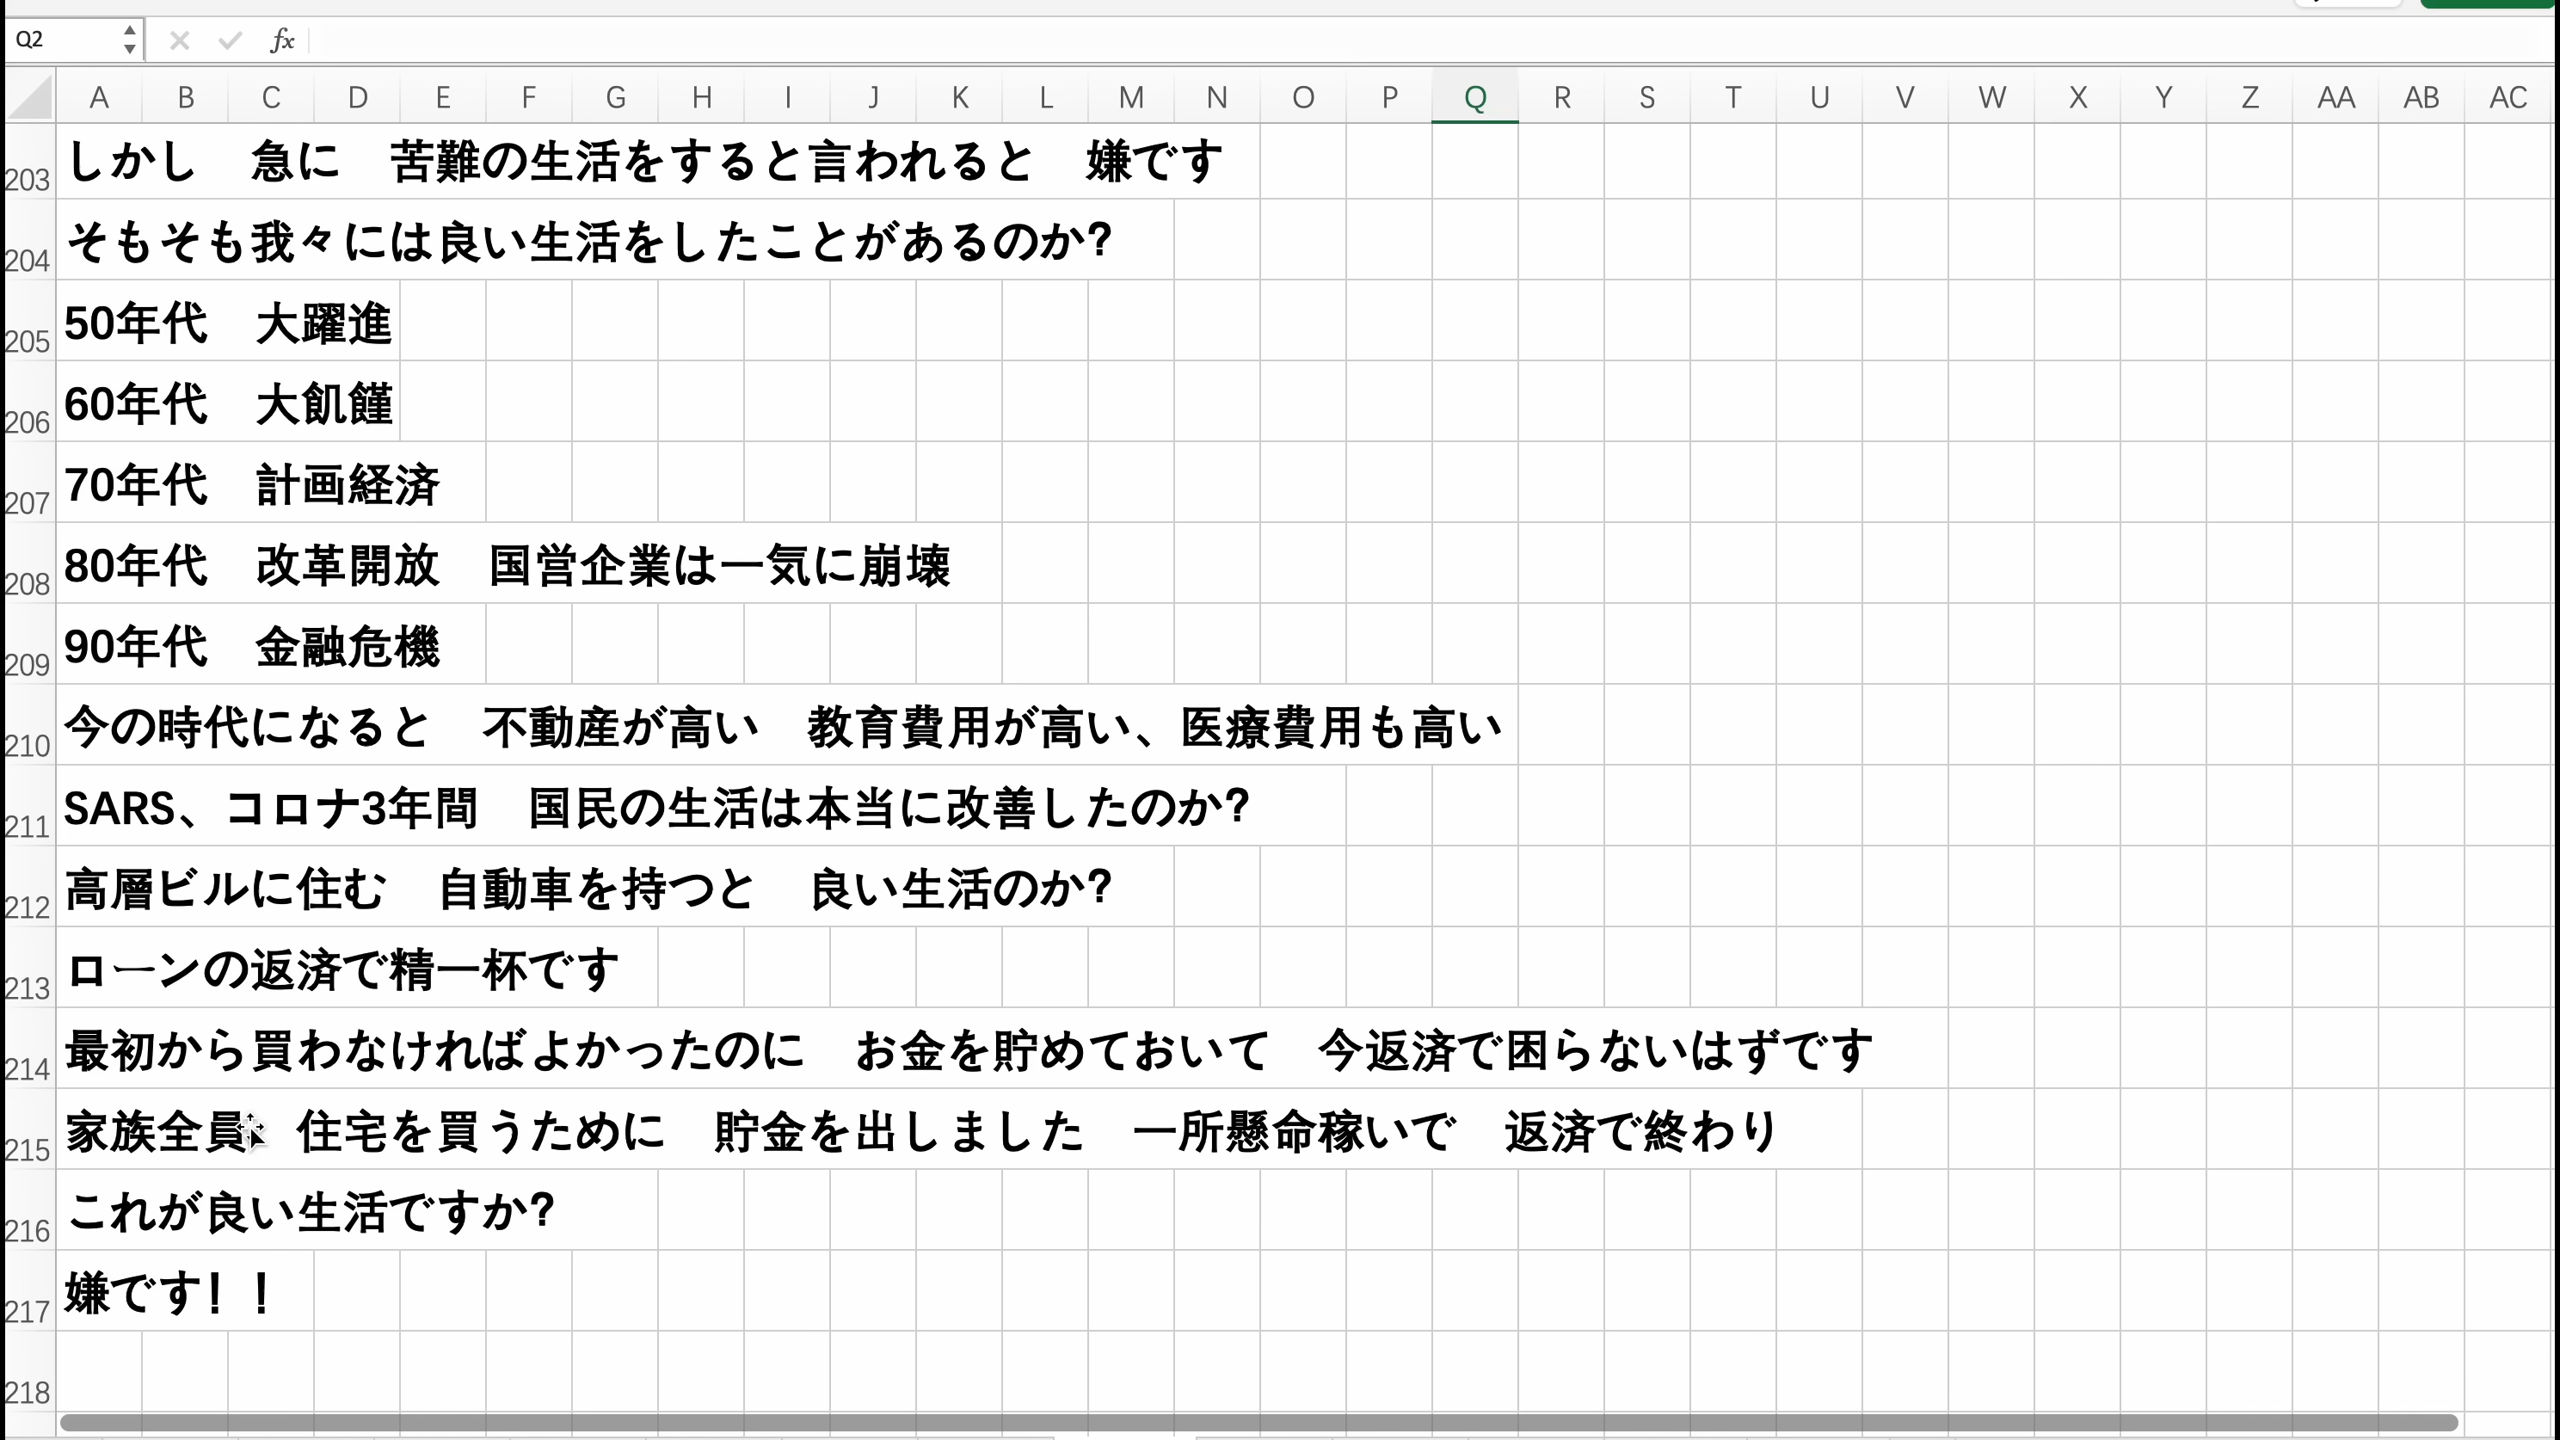 Q2 fx
A B C D E F G H I J K L M N O P Q R S T U V W X Y Z AA AB AC
203 しかし　急に　苦難の生活をすると言われると　嫌です
204 そもそも我々には良い生活をしたことがあるのか?
205 50年代　大躍進
206 60年代　大飢饉
207 70年代　計画経済
208 80年代　改革開放　国営企業は一気に崩壊
209 90年代　金融危機
210 今の時代になると　不動産が高い　教育費用が高い、医療費用も高い
211 SARS、コロナ3年間　国民の生活は本当に改善したのか?
212 高層ビルに住む　自動車を持つと　良い生活のか?
213 ローンの返済で精一杯です
214 最初から買わなければよかったのに　お金を貯めておいて　今返済で困らないはずです
215 家族全員　住宅を買うために　貯金を出しました　一所懸命稼いで　返済で終わり
216 これが良い生活ですか?
217 嫌です！！
218